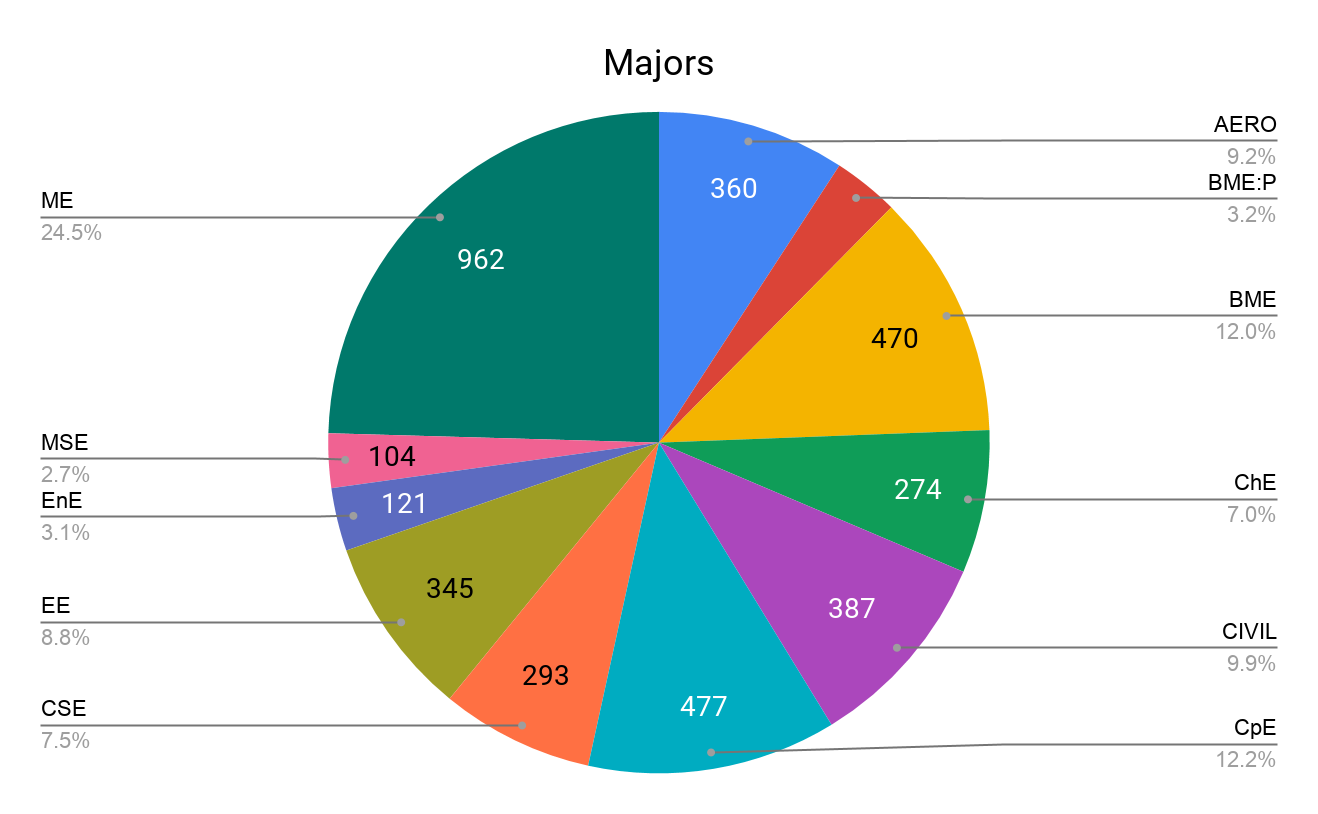 Majors
AERO
9.2%
BME:P
3.2%
BME
12.0%
ChE
7.0%
CIVIL
9.9%
CpE
12.2%
ME
24.5%
MSE
2.7%
EnE
3.1%
EE
8.8%
CSE
7.5%
360
470
274
387
477
293
345
121
104
962